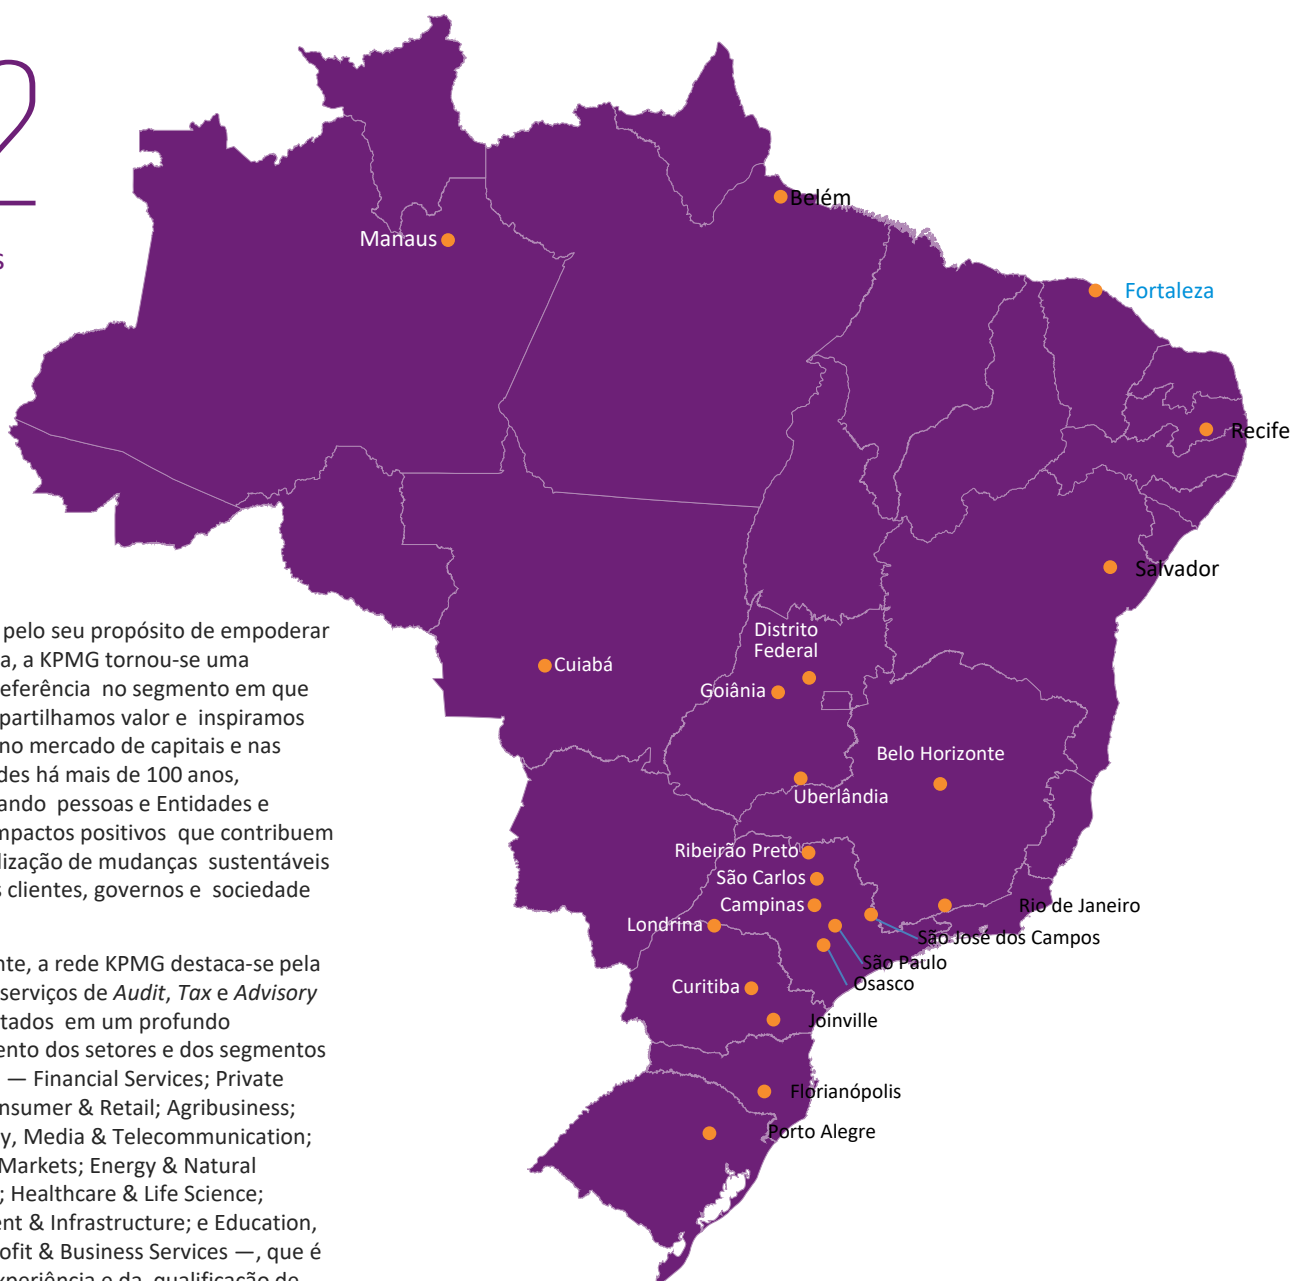 2
s
Belém
Manaus
Fortaleza
Recife
Salvador
Distrito
Federal
Cuiabá
Goiânia
Belo Horizonte
Uberlândia
Ribeirão Preto
São Carlos
Campinas
Rio de Janeiro
Londrina
São José dos Campos
São Paulo
Osasco
Curitiba
Joinville
Florianópolis
Porto Alegre
pelo seu propósito de empoderar
a, a KPMG tornou-se uma
eferência no segmento em que
partilhamos valor e inspiramos
no mercado de capitais e nas
des há mais de 100 anos,
ando pessoas e Entidades e
mpactos positivos que contribuem
lização de mudanças sustentáveis
s clientes, governos e sociedade
nte, a rede KPMG destaca-se pela
serviços de Audit, Tax e Advisory
tados em um profundo
ento dos setores e dos segmentos
— Financial Services; Private
nsumer & Retail; Agribusiness;
y, Media & Telecommunication;
Markets; Energy & Natural
; Healthcare & Life Science;
ent & Infrastructure; e Education,
ofit & Business Services —, que é
xperiência e da qualificação de